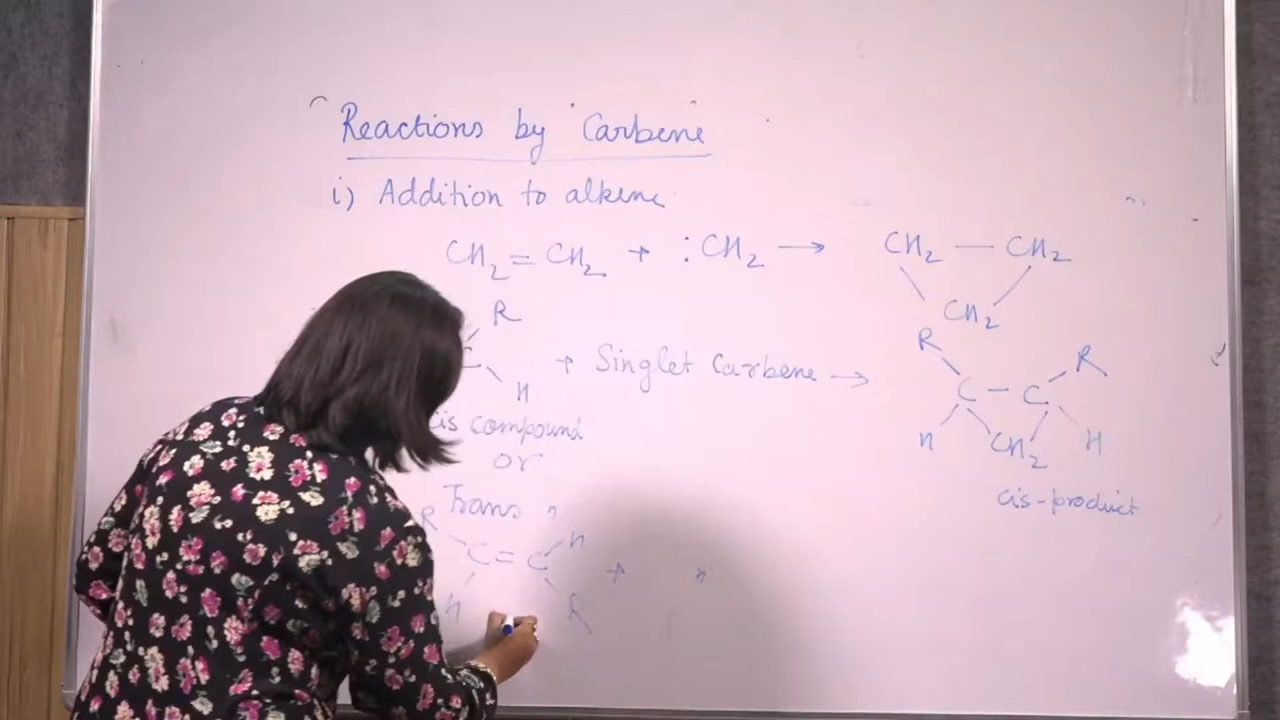 Reactions by Carbene
i) Addition to alkene
CH2 = CH2 + :CH2 → CH2 — CH2
CH2
R
R R
C + Singlet Carbene → C — C
H
H CH2 H
cis compound
or
cis-product
Trans "
R H
C = C + "
H R